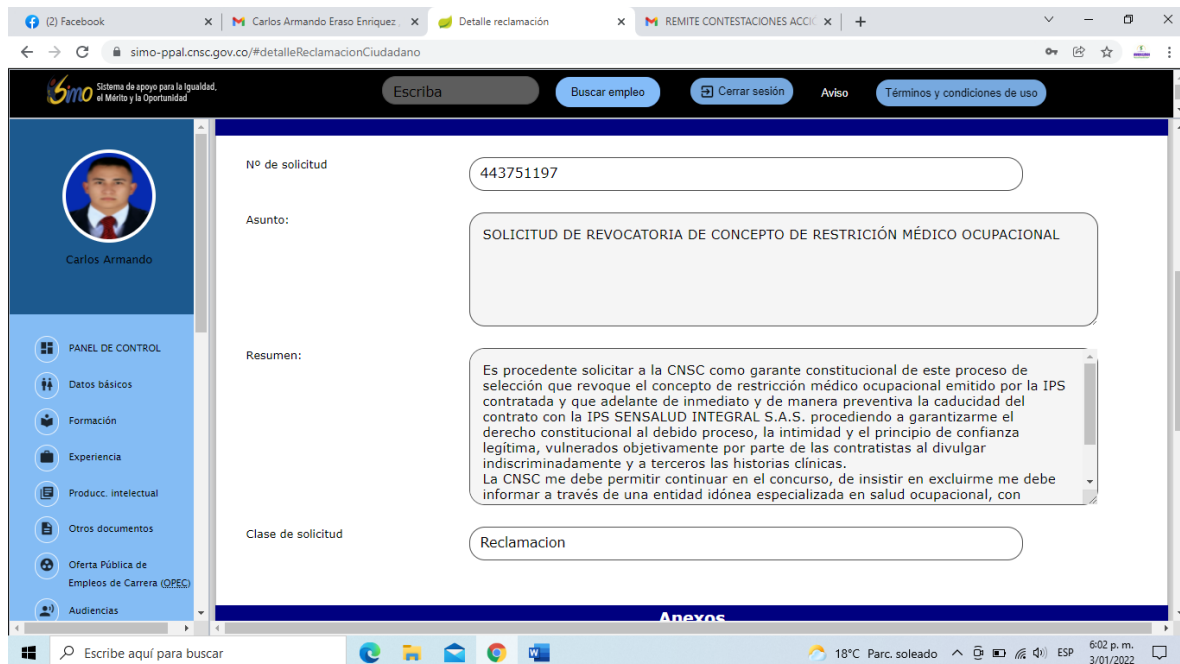 (2) Facebook
Carlos Armando Eraso Enriquez
Detalle reclamación
REMITE CONTESTACIONES ACCIO
simo-ppal.cnsc.gov.co/#detalleReclamacionCiudadano
Simo
Sistema de apoyo para la Igualdad,
el Mérito y la Oportunidad
Escriba
Buscar empleo
Cerrar sesión
Aviso
Términos y condiciones de uso
Carlos Armando
PANEL DE CONTROL
Datos básicos
Formación
Experiencia
Producc. intelectual
Otros documentos
Oferta Pública de
Empleos de Carrera (OPEC)
Audiencias
Nº de solicitud
443751197
Asunto:
SOLICITUD DE REVOCATORIA DE CONCEPTO DE RESTRICIÓN MÉDICO OCUPACIONAL
Resumen:
Es procedente solicitar a la CNSC como garante constitucional de este proceso de
selección que revoque el concepto de restricción médico ocupacional emitido por la IPS
contratada y que adelante de inmediato y de manera preventiva la caducidad del
contrato con la IPS SENSALUD INTEGRAL S.A.S. procediendo a garantizarme el
derecho constitucional al debido proceso, la intimidad y el principio de confianza
legítima, vulnerados objetivamente por parte de las contratistas al divulgar
indiscriminadamente y a terceros las historias clínicas.
La CNSC me debe permitir continuar en el concurso, de insistir en excluirme me debe
informar a través de una entidad idónea especializada en salud ocupacional, con
Clase de solicitud
Reclamacion
Anexos
Escribe aquí para buscar
18°C Parc. soleado
ESP
6:02 p. m.
3/01/2022